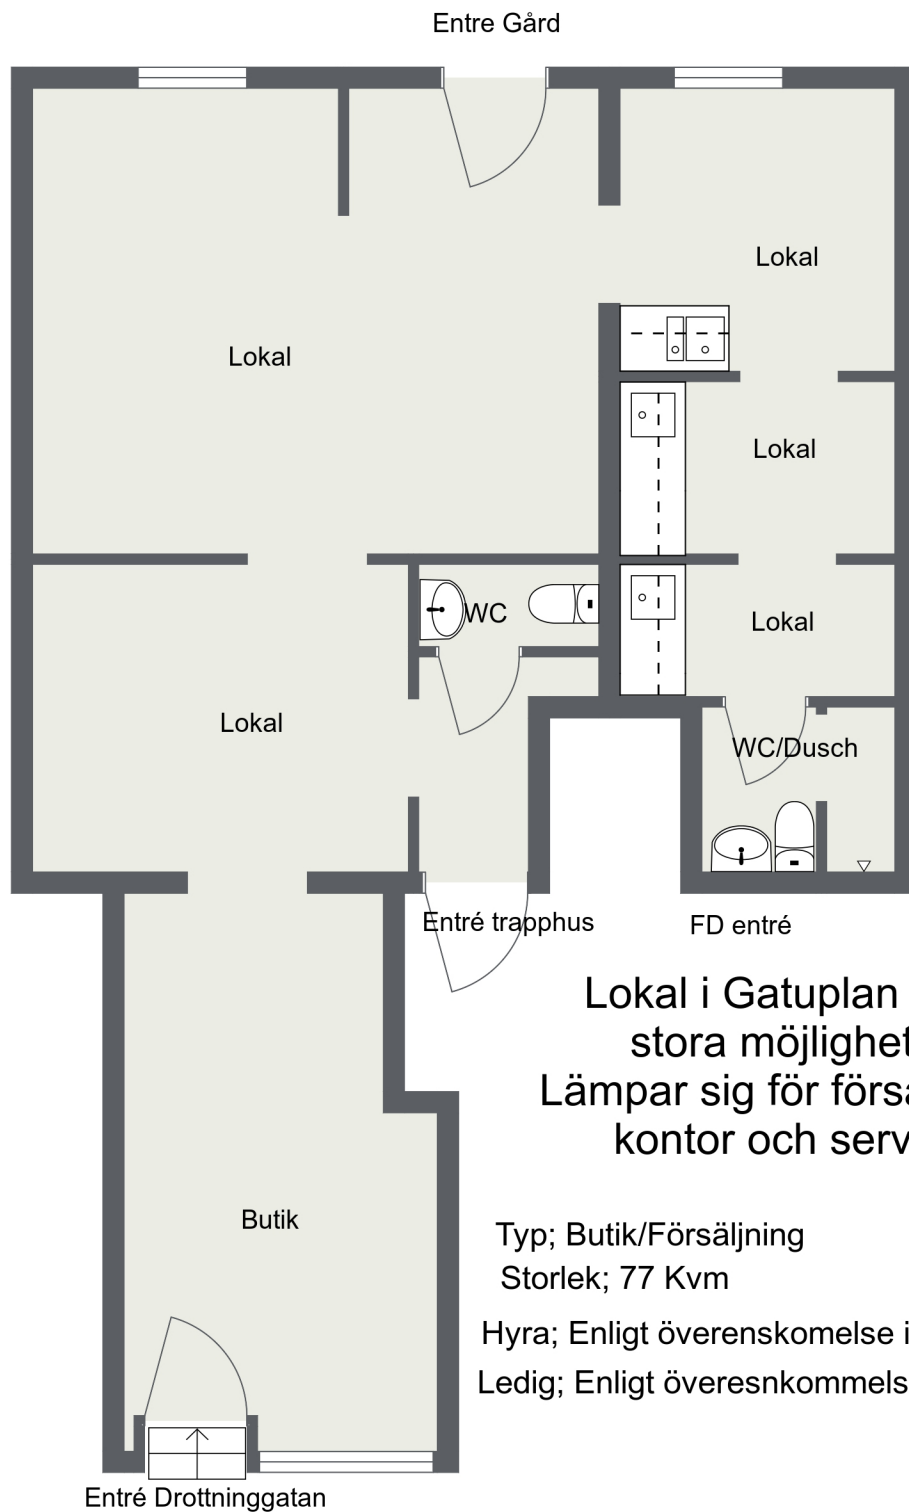 Entre Gård
Lokal
Lokal
Lokal
WC
Lokal
Lokal
WC/Dusch
Entré trapphus
FD entré
Lokal i Gatuplan
stora möjlighet
Lämpar sig för förså
kontor och serv
Butik
Typ; Butik/Försäljning
Storlek; 77 Kvm
Hyra; Enligt överenskomelse i
Ledig; Enligt överesnkommels
Entré Drottninggatan